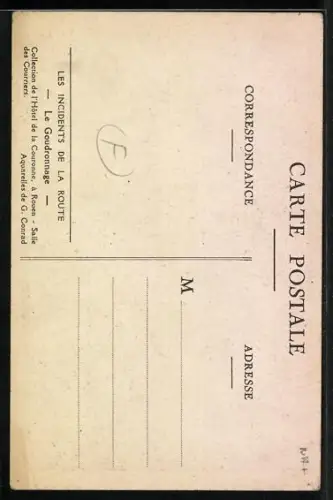 CARTE POSTALE
CORRESPONDANCE
ADRESSE
M
LES INCIDENTS DE LA ROUTE
— Le Goudronnage —
Collection de l'Hôtel de la Couronne, à Rouen - Salle
des Courriers. Aquarelles de G. Conrad
F